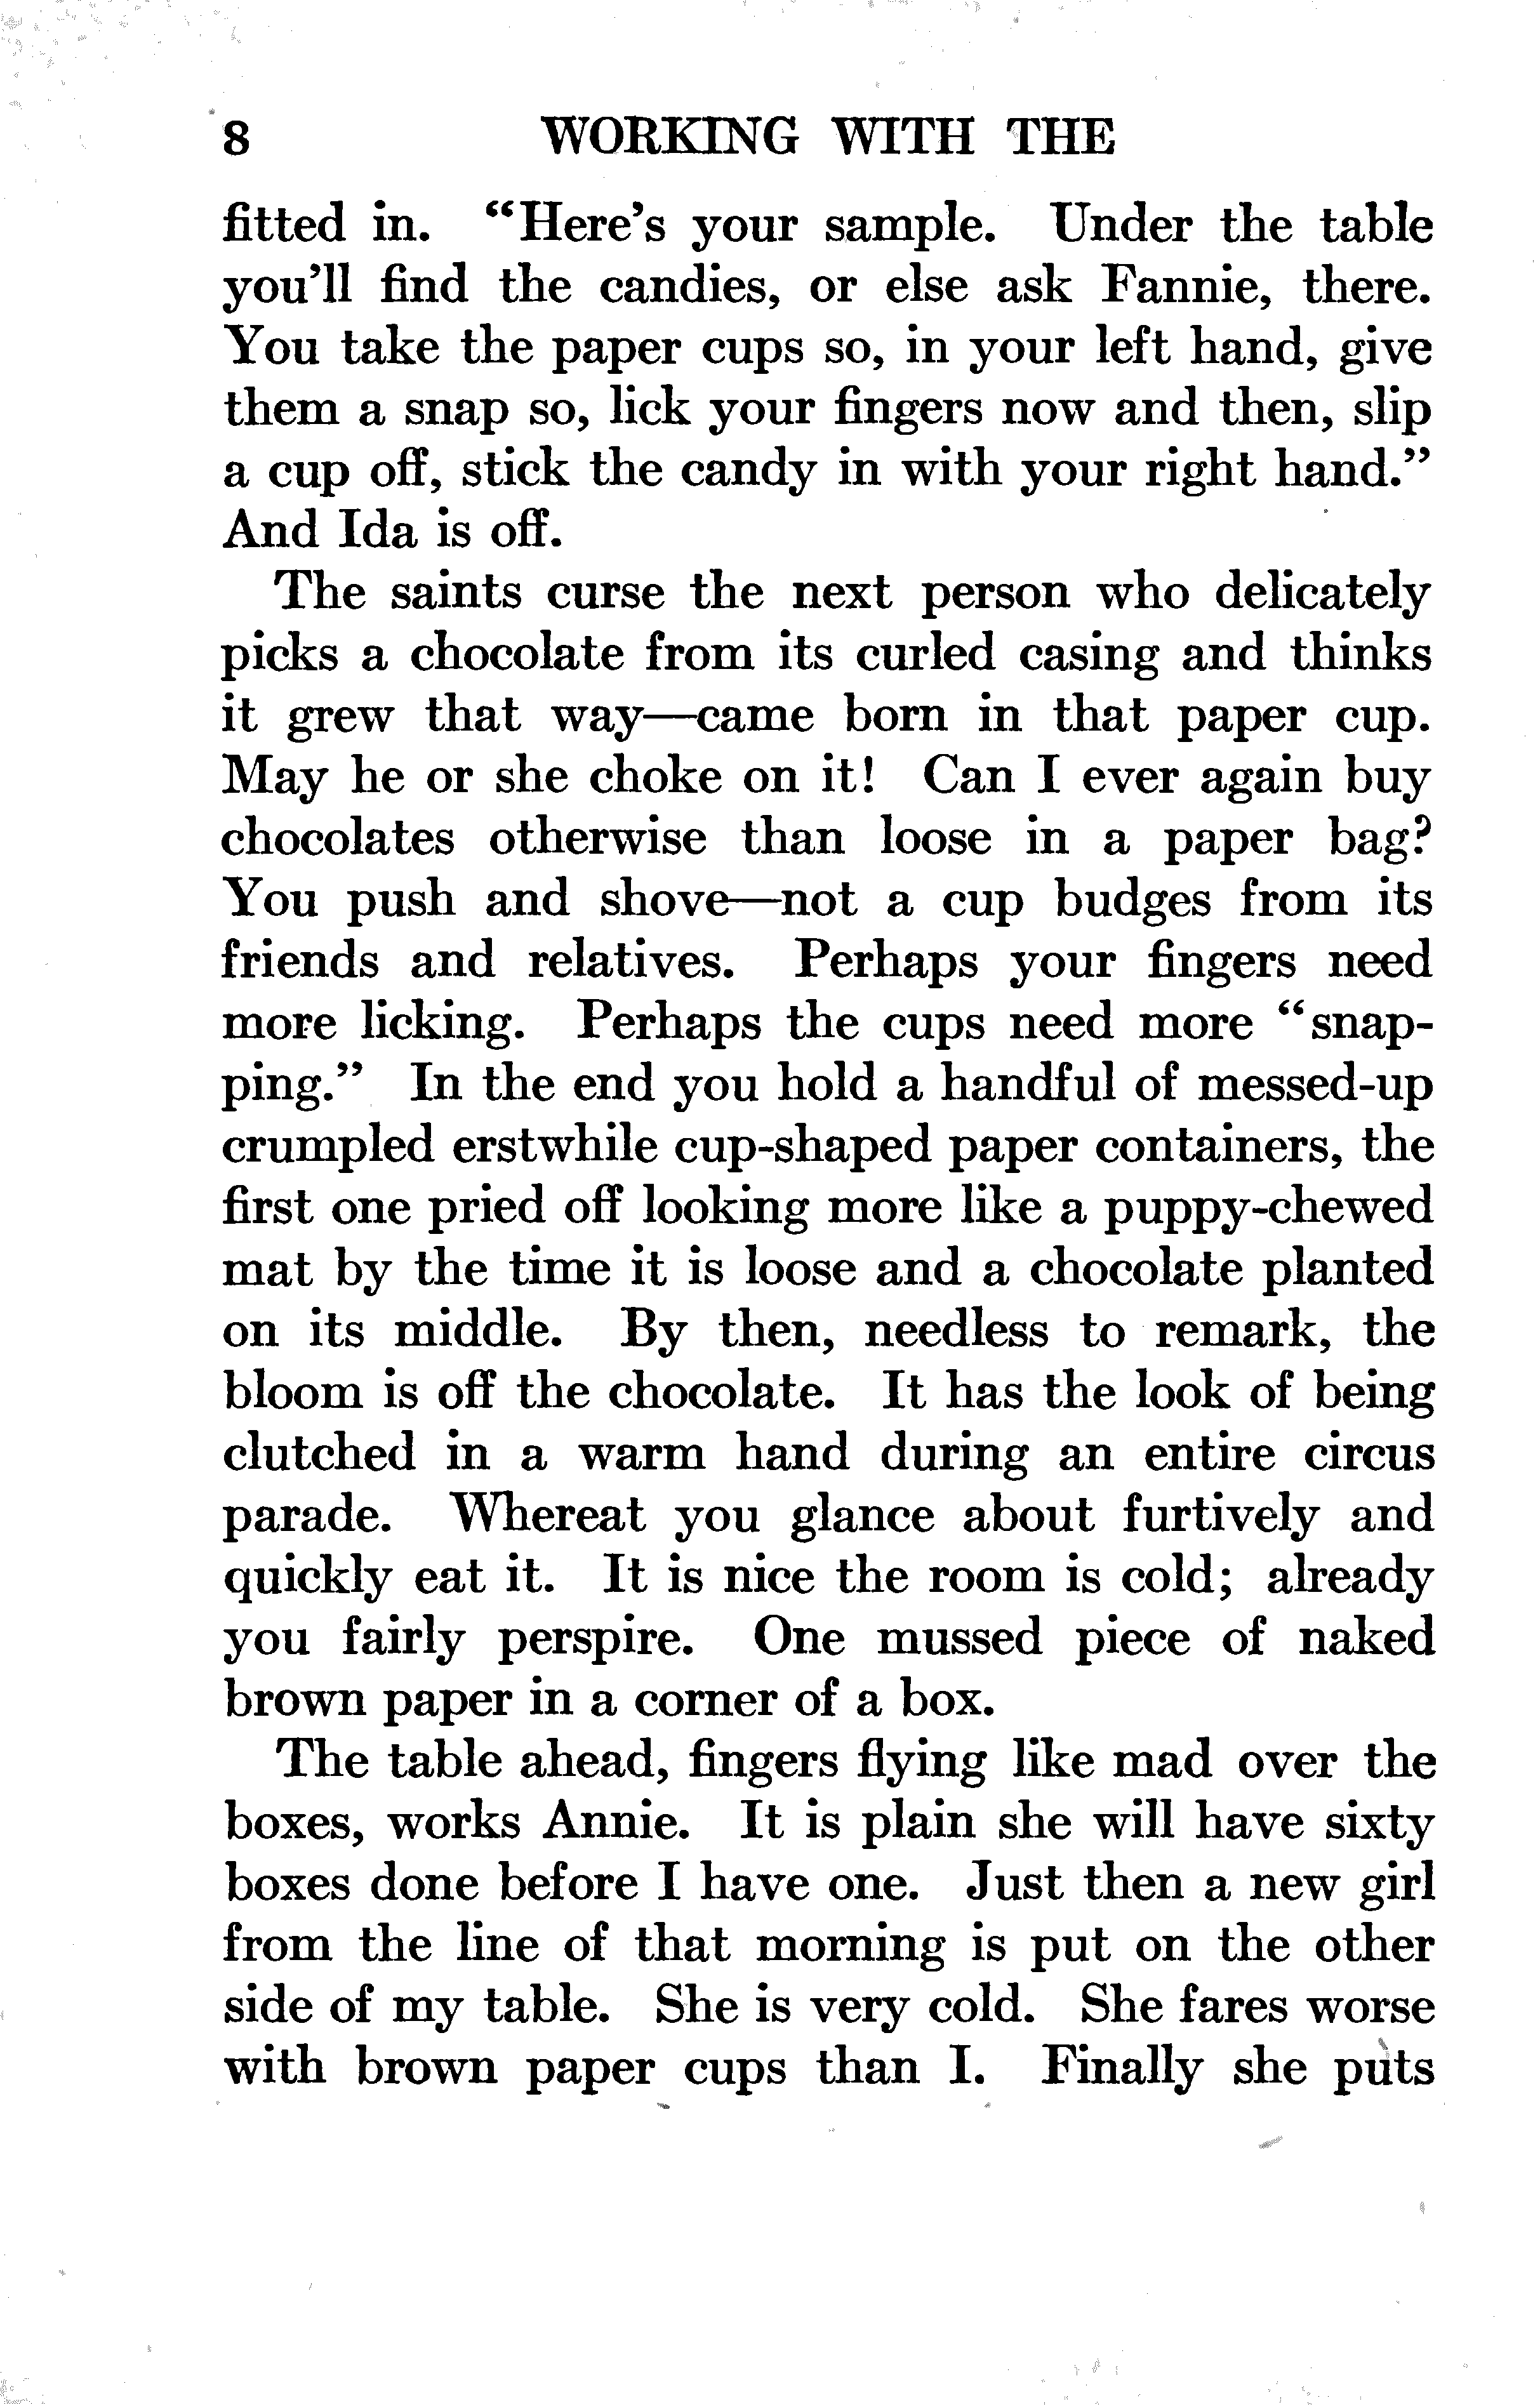 8 WORKING WITH THE
fitted in. “Here’s your sample. Under the table
you’ll find the candies, or else ask Fannie, there.
You take the paper cups so, in your left hand, give
them a snap so, lick your fingers now and then, slip
a cup off, stick the candy in with your right hand.”
And Ida is off.
The saints curse the next person who delicately
picks a chocolate from its curled casing and thinks
it grew that way—came born in that paper cup.
May he or she choke on it! Can I ever again buy
chocolates otherwise than loose in a paper bag?
You push and shove—not a cup budges from its
friends and relatives. Perhaps your fingers need
more licking. Perhaps the cups need more “snap-
ping.” In the end you hold a handful of messed-up
crumpled erstwhile cup-shaped paper containers, the
first one pried off looking more like a puppy-chewed
mat by the time it is loose and a chocolate planted
on its middle. By then, needless to remark, the
bloom is off the chocolate. It has the look of being
clutched in a warm hand during an entire circus
parade. Whereat you glance about furtively and
quickly eat it. It is nice the room is cold; already
you fairly perspire. One mussed piece of naked
brown paper in a corner of a box.
The table ahead, fingers flying like mad over the
boxes, works Annie. It is plain she will have sixty
boxes done before I have one. Just then a new girl
from the line of that morning is put on the other
side of my table. She is very cold. She fares worse
with brown paper cups than I. Finally she puts